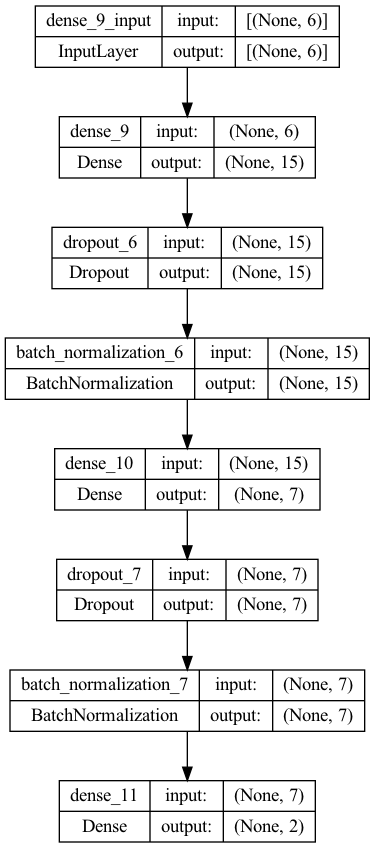 dense_9_input input: [(None, 6)]
InputLayer output: [(None, 6)]
dense_9 input: (None, 6)
Dense output: (None, 15)
dropout_6 input: (None, 15)
Dropout output: (None, 15)
batch_normalization_6 input: (None, 15)
BatchNormalization output: (None, 15)
dense_10 input: (None, 15)
Dense output: (None, 7)
dropout_7 input: (None, 7)
Dropout output: (None, 7)
batch_normalization_7 input: (None, 7)
BatchNormalization output: (None, 7)
dense_11 input: (None, 7)
Dense output: (None, 2)